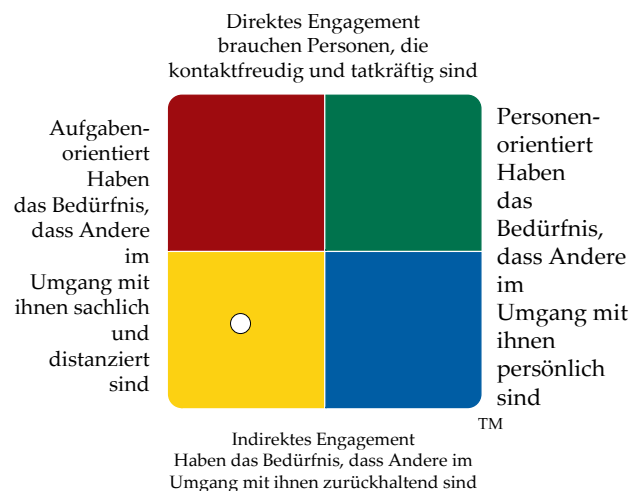 Direktes Engagement
brauchen Personen, die
kontaktfreudig und tatkräftig sind
Aufgaben-
orientiert
Haben
das Bedürfnis,
dass Andere
im
Umgang mit
ihnen sachlich
und
distanziert
sind
Personen-
orientiert
Haben
das
Bedürfnis,
dass Andere
im
Umgang mit
ihnen
persönlich
sind
TM
Indirektes Engagement
Haben das Bedürfnis, dass Andere im
Umgang mit ihnen zurückhaltend sind